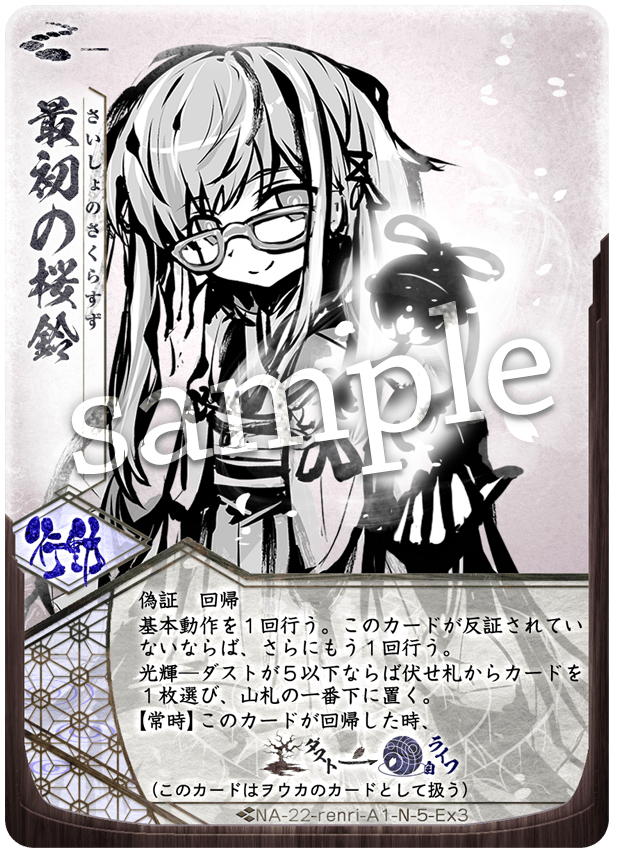 最初の桜鈴
さいしょのさくらすず
sample
行動
偽証　回帰
基本動作を１回行う。このカードが反証されてい
ないならば、さらにもう１回行う。
光輝―ダストが５以下ならば伏せ札からカードを
１枚選び、山札の一番下に置く。
【常時】このカードが回帰した時、
ダスト→自ライフ
（このカードはヲウカのカードとして扱う）
NA-22-renri-A1-N-5-Ex3